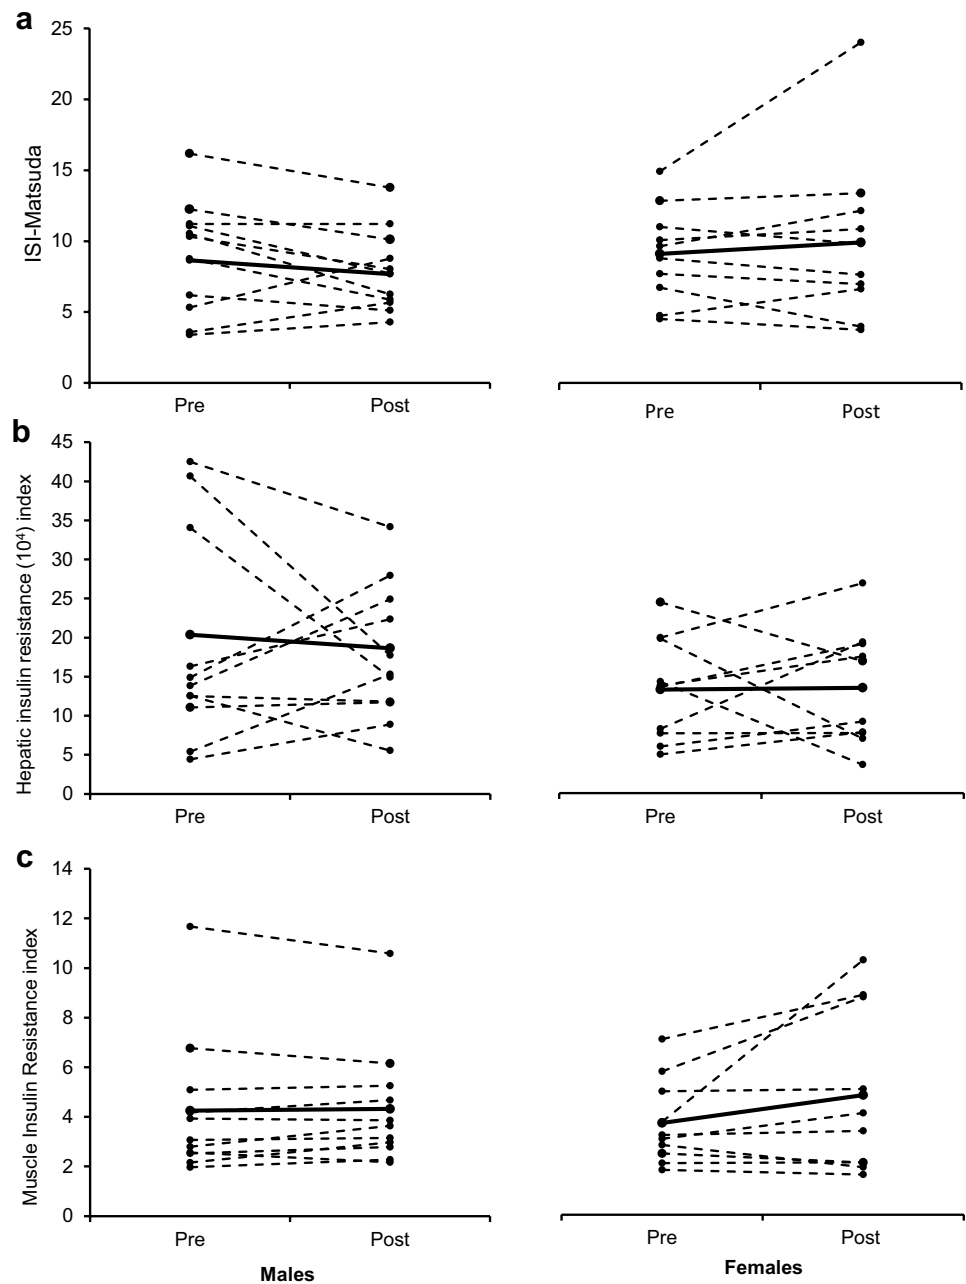 a
25
20
15
10
5
0
ISI-Matsuda
Pre Post
Pre Post
b
45
40
35
30
25
20
15
10
5
0
Hepatic insulin resistance (10⁴) index
Pre Post
Pre Post
c
14
12
10
8
6
4
2
0
Muscle Insulin Resistance index
Pre Post
Pre Post
Males
Females